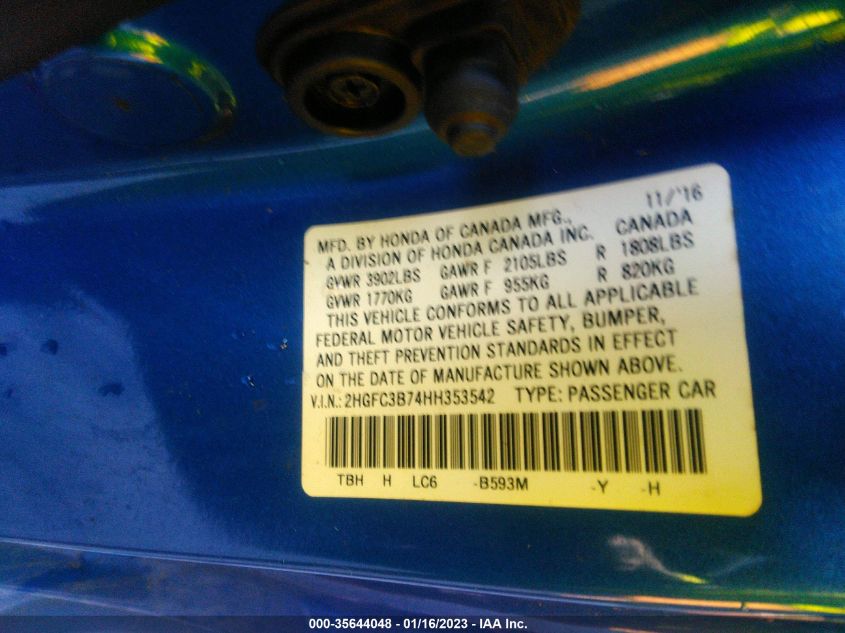 11/'16
MFD. BY HONDA OF CANADA MFG.,
A DIVISION OF HONDA CANADA INC. CANADA
GVWR 3902LBS GAWR F 2105LBS R 1808LBS
GVWR 1770KG GAWR F 955KG R 820KG
THIS VEHICLE CONFORMS TO ALL APPLICABLE
FEDERAL MOTOR VEHICLE SAFETY, BUMPER,
AND THEFT PREVENTION STANDARDS IN EFFECT
ON THE DATE OF MANUFACTURE SHOWN ABOVE.
V.I.N.: 2HGFC3B74HH353542 TYPE: PASSENGER CAR
TBH H LC6 -B593M -Y -H
000-35644048 - 01/16/2023 - IAA Inc.